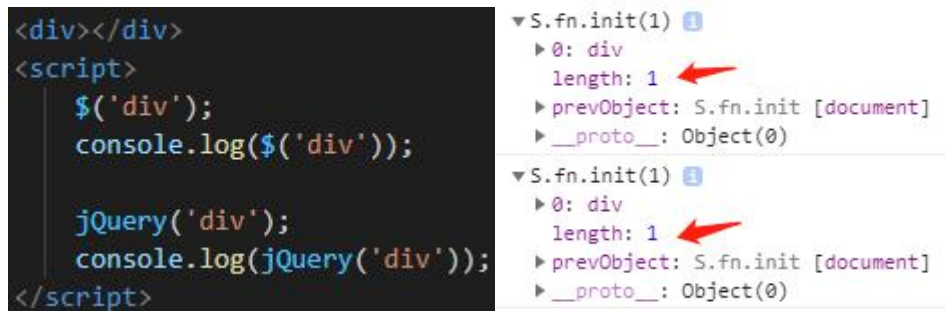 <div></div>
<script>
$('div');
console.log($('div'));
jQuery('div');
console.log(jQuery('div'));
</script>
▼S.fn.init(1) i
▶0: div
length: 1
▶prevObject: S.fn.init [document]
▶__proto__: Object(0)
▼S.fn.init(1) i
▶0: div
length: 1
▶prevObject: S.fn.init [document]
▶__proto__: Object(0)